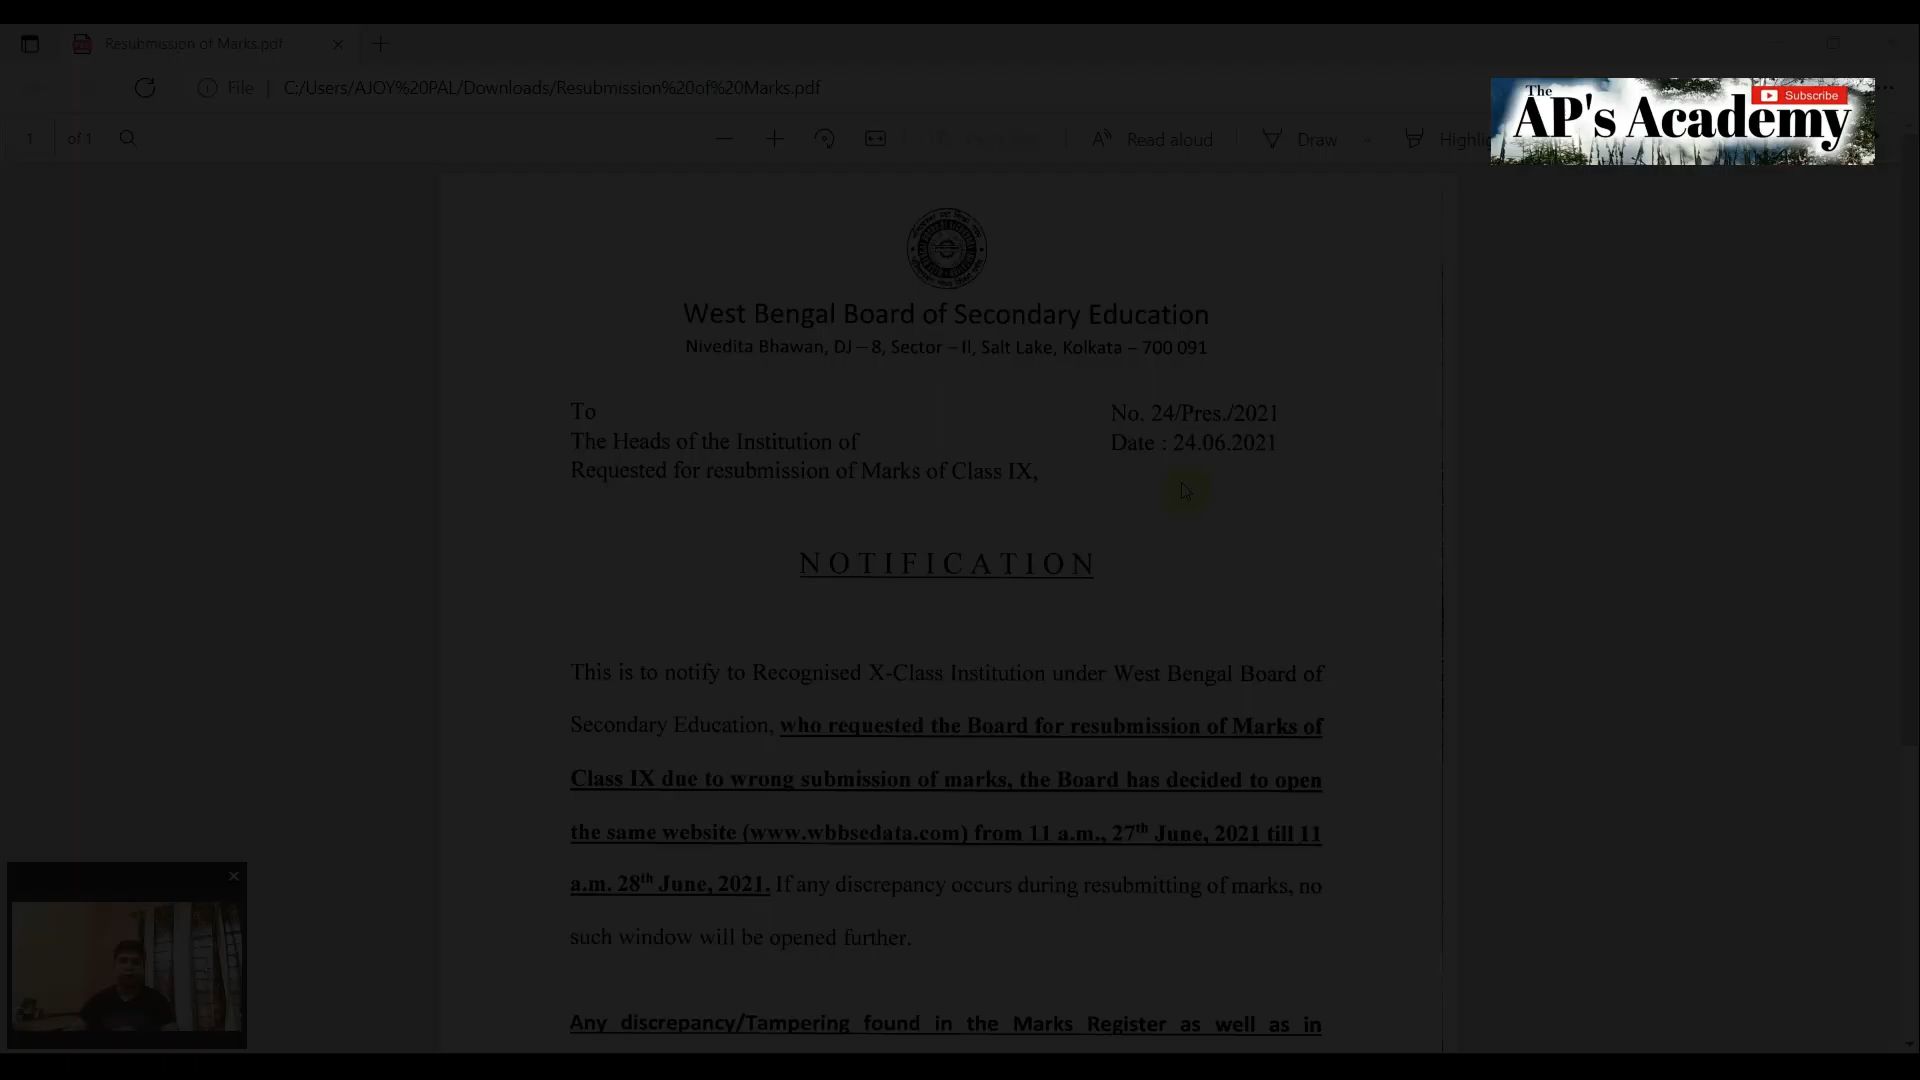 Resubmission of Marks.pdf
File
C:/Users/AJOY%20PAL/Downloads/Resubmission%20of%20Marks.pdf
The
AP's Academy
Subscribe
1 of 1
Read aloud
Draw
Highli
West Bengal Board of Secondary Education
Nivedita Bhawan, DJ – 8, Sector – II, Salt Lake, Kolkata – 700 091
To
No. 24/Pres./2021
The Heads of the Institution of
Date : 24.06.2021
Requested for resubmission of Marks of Class IX,
NOTIFICATION
This is to notify to Recognised X-Class Institution under West Bengal Board of
Secondary Education, who requested the Board for resubmission of Marks of
Class IX due to wrong submission of marks, the Board has decided to open
the same website (www.wbbsedata.com) from 11 a.m., 27th June, 2021 till 11
a.m. 28th June, 2021. If any discrepancy occurs during resubmitting of marks, no
such window will be opened further.
Any discrepancy/Tampering found in the Marks Register as well as in